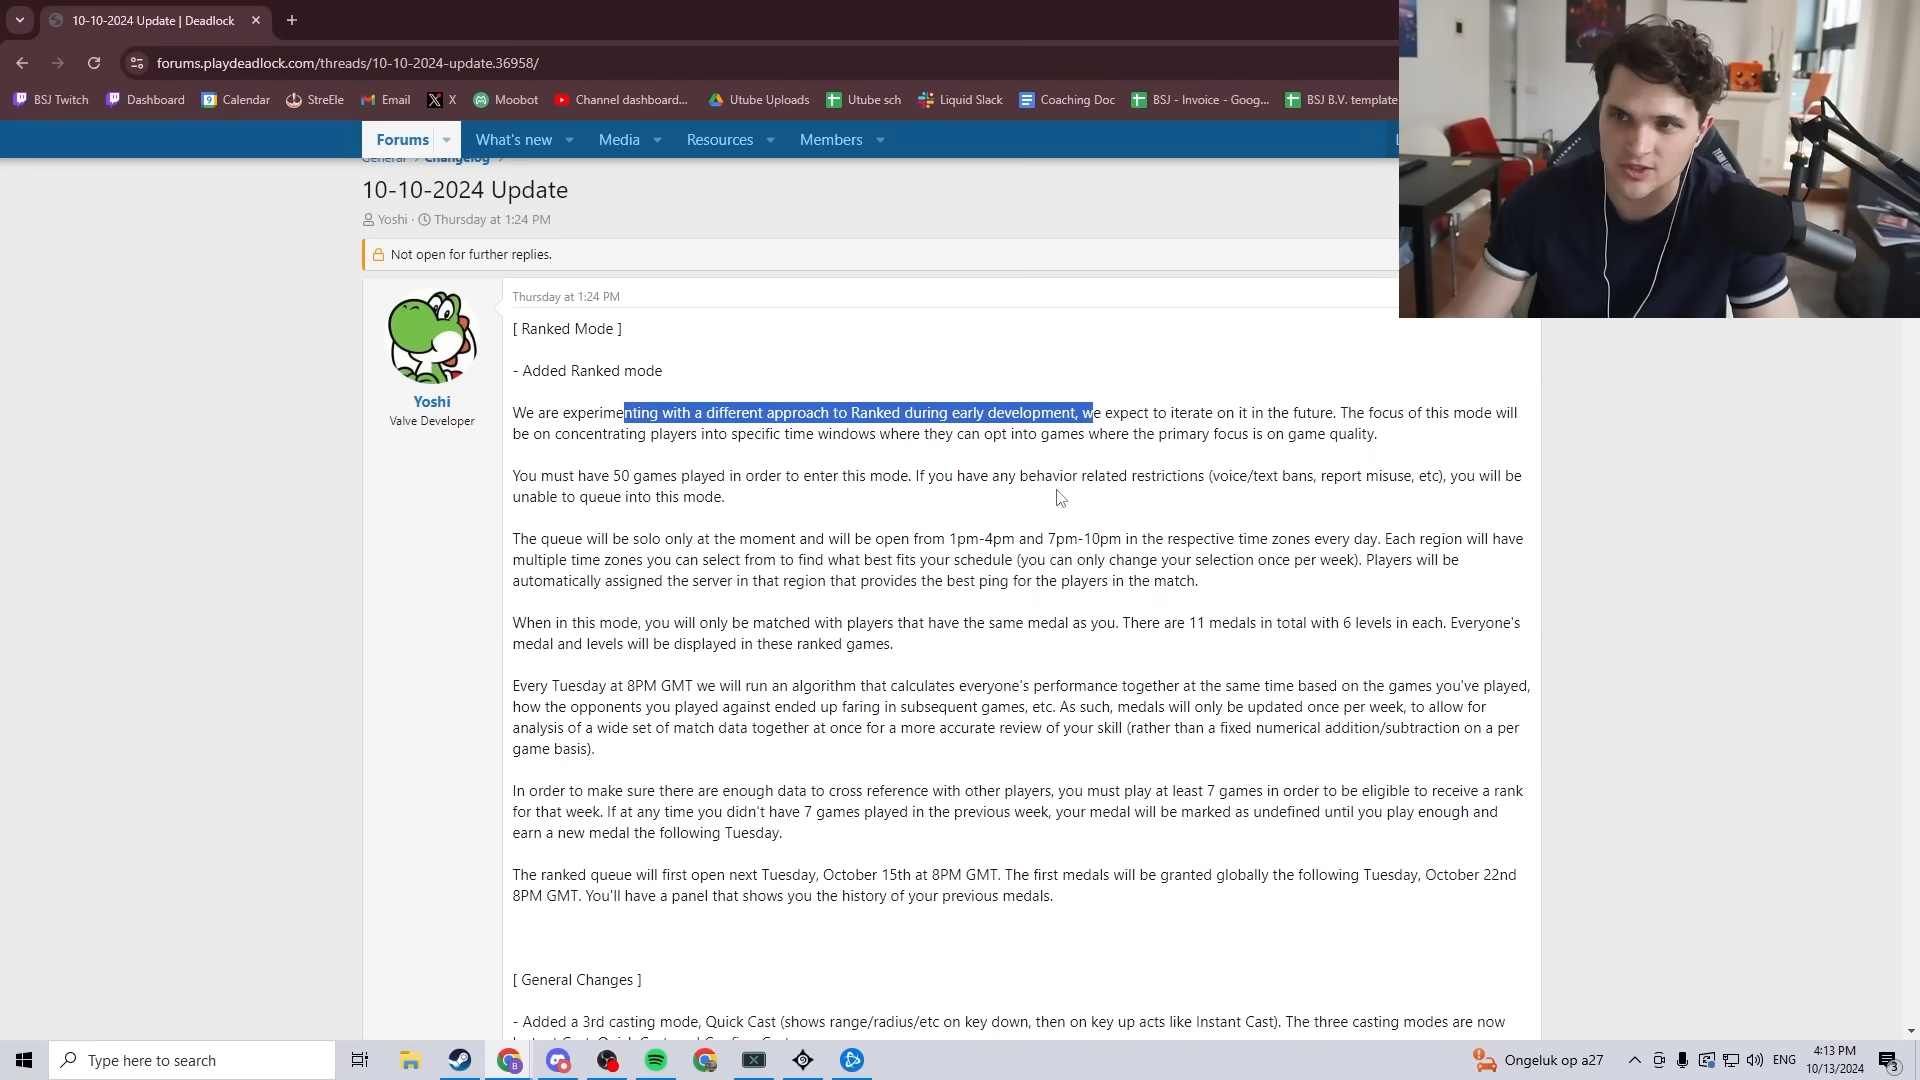 10-10-2024 Update | Deadlock
forums.playdeadlock.com/threads/10-10-2024-update.36958/
BSJ Twitch
Dashboard
Calendar
StreEle
Email
X
Moobot
Channel dashboard...
Utube Uploads
Utube sch
Liquid Slack
Coaching Doc
BSJ - Invoice - Goog...
BSJ B.V. template
Forums
What's new
Media
Resources
Members
General
Changelog
10-10-2024 Update
Yoshi · Thursday at 1:24 PM
Not open for further replies.
Yoshi
Valve Developer
Thursday at 1:24 PM
[ Ranked Mode ]
- Added Ranked mode
We are experimenting with a different approach to Ranked during early development, we expect to iterate on it in the future. The focus of this mode will
be on concentrating players into specific time windows where they can opt into games where the primary focus is on game quality.
You must have 50 games played in order to enter this mode. If you have any behavior related restrictions (voice/text bans, report misuse, etc), you will be
unable to queue into this mode.
The queue will be solo only at the moment and will be open from 1pm-4pm and 7pm-10pm in the respective time zones every day. Each region will have
multiple time zones you can select from to find what best fits your schedule (you can only change your selection once per week). Players will be
automatically assigned the server in that region that provides the best ping for the players in the match.
When in this mode, you will only be matched with players that have the same medal as you. There are 11 medals in total with 6 levels in each. Everyone's
medal and levels will be displayed in these ranked games.
Every Tuesday at 8PM GMT we will run an algorithm that calculates everyone's performance together at the same time based on the games you've played,
how the opponents you played against ended up faring in subsequent games, etc. As such, medals will only be updated once per week, to allow for
analysis of a wide set of match data together at once for a more accurate review of your skill (rather than a fixed numerical addition/subtraction on a per
game basis).
In order to make sure there are enough data to cross reference with other players, you must play at least 7 games in order to be eligible to receive a rank
for that week. If at any time you didn't have 7 games played in the previous week, your medal will be marked as undefined until you play enough and
earn a new medal the following Tuesday.
The ranked queue will first open next Tuesday, October 15th at 8PM GMT. The first medals will be granted globally the following Tuesday, October 22nd
8PM GMT. You'll have a panel that shows you the history of your previous medals.
[ General Changes ]
- Added a 3rd casting mode, Quick Cast (shows range/radius/etc on key down, then on key up acts like Instant Cast). The three casting modes are now
Type here to search
Ongeluk op a27
ENG
4:13 PM
10/13/2024
3